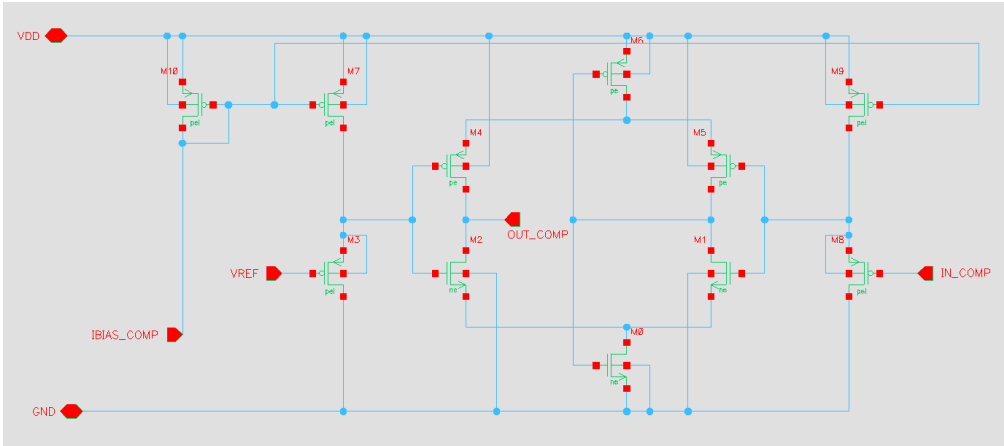 VDD
M10
pel
M7
pel
M6
pe
M9
pel
M4
pe
M5
pe
OUT_COMP
VREF
M3
pel
M2
ne
M1
ne
M8
pel
IN_COMP
IBIAS_COMP
M0
ne
GND